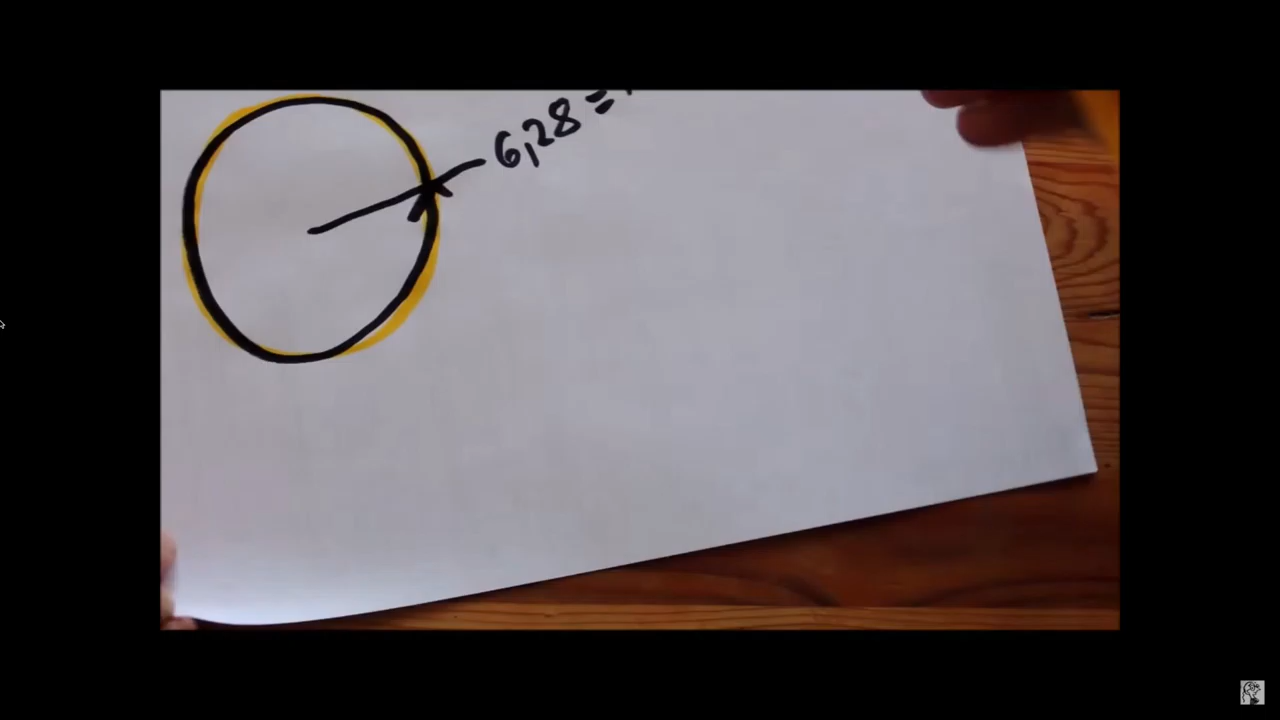 6,28 =